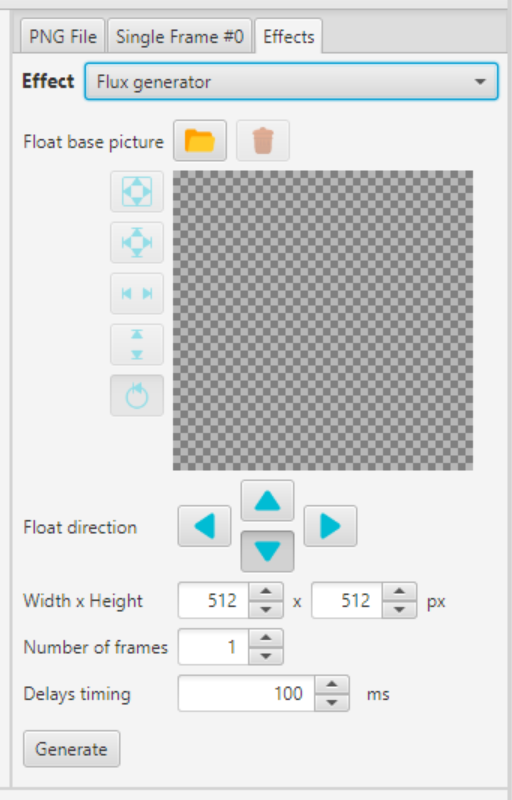 PNG File Single Frame #0 Effects
Effect Flux generator
Float base picture
Float direction
Width x Height 512 x 512 px
Number of frames 1
Delays timing 100 ms
Generate